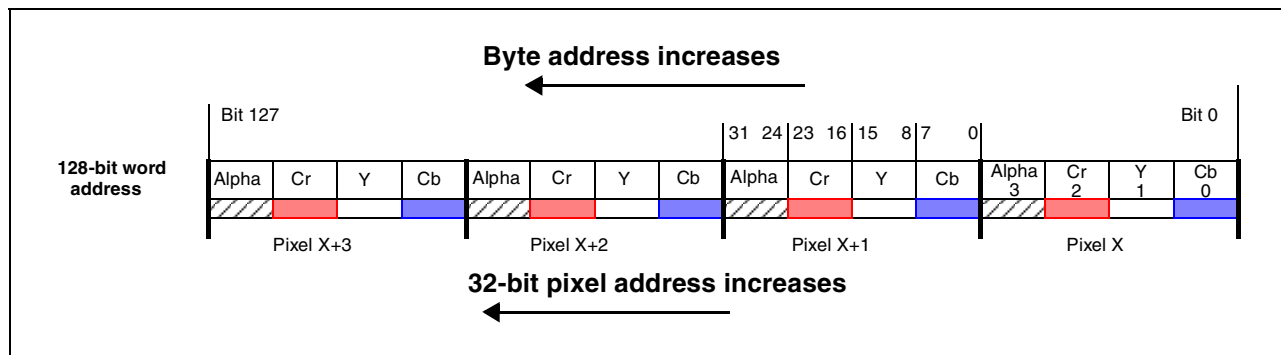 Byte address increases
Bit 127
Bit 0
31 24 23 16 15 8 7 0
128-bit word
address
Alpha Cr Y Cb Alpha Cr Y Cb Alpha Cr Y Cb Alpha Cr Y Cb
3 2 1 0
Pixel X+3 Pixel X+2 Pixel X+1 Pixel X
32-bit pixel address increases